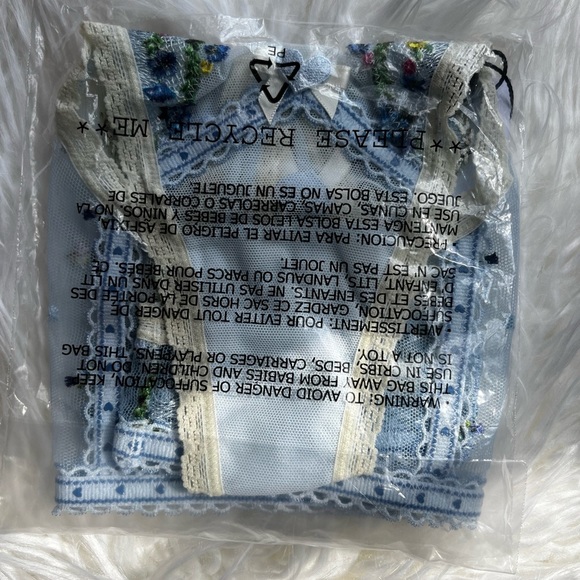 • WARNING: TO AVOID DANGER OF SUFFOCATION, KEEP
THIS BAG AWAY FROM BABIES AND CHILDREN. DO NOT
USE IN CRIBS, BEDS, CARRIAGES OR PLAYPENS. THIS BAG
IS NOT A TOY.
• AVERTISSEMENT: POUR EVITER TOUT DANGER DE
SUFFOCATION, GARDEZ CE SAC HORS DE LA PORTEE DES
BEBES ET DES ENFANTS. NE PAS UTILISER DANS UN LIT
D'ENFANT, LITS, LANDAUS OU PARCS POUR BEBES. CE
SAC N' EST PAS UN JOUET.
• PRECAUCION: PARA EVITAR EL PELIGRO DE ASFIXIA
MANTENGA ESTA BOLSA LEJOS DE BEBES Y NINOS. NO LA
USE EN CUNAS, CAMAS, CARREOLAS O CORRALES DE
JUEGO. ESTA BOLSA NO ES UN JUGUETE.
**PLEASE RECYCLE ME**
PE